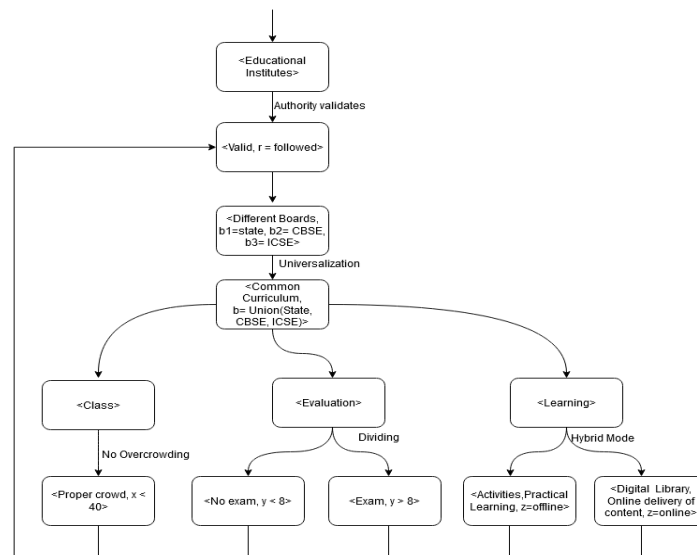 <Educational
Institutes>
Authority validates
<Valid, r = followed>
<Different Boards,
b1=state, b2= CBSE,
b3= ICSE>
Universalization
<Common
Curriculum,
b= Union(State,
CBSE, ICSE)>
<Class>
<Evaluation>
<Learning>
No Overcrowding
Dividing
Hybrid Mode
<Proper crowd, x <
40>
<No exam, y < 8>
<Exam, y > 8>
<Activities,Practical
Learning, z=offline>
<Digital Library,
Online delivery of
content, z=online>